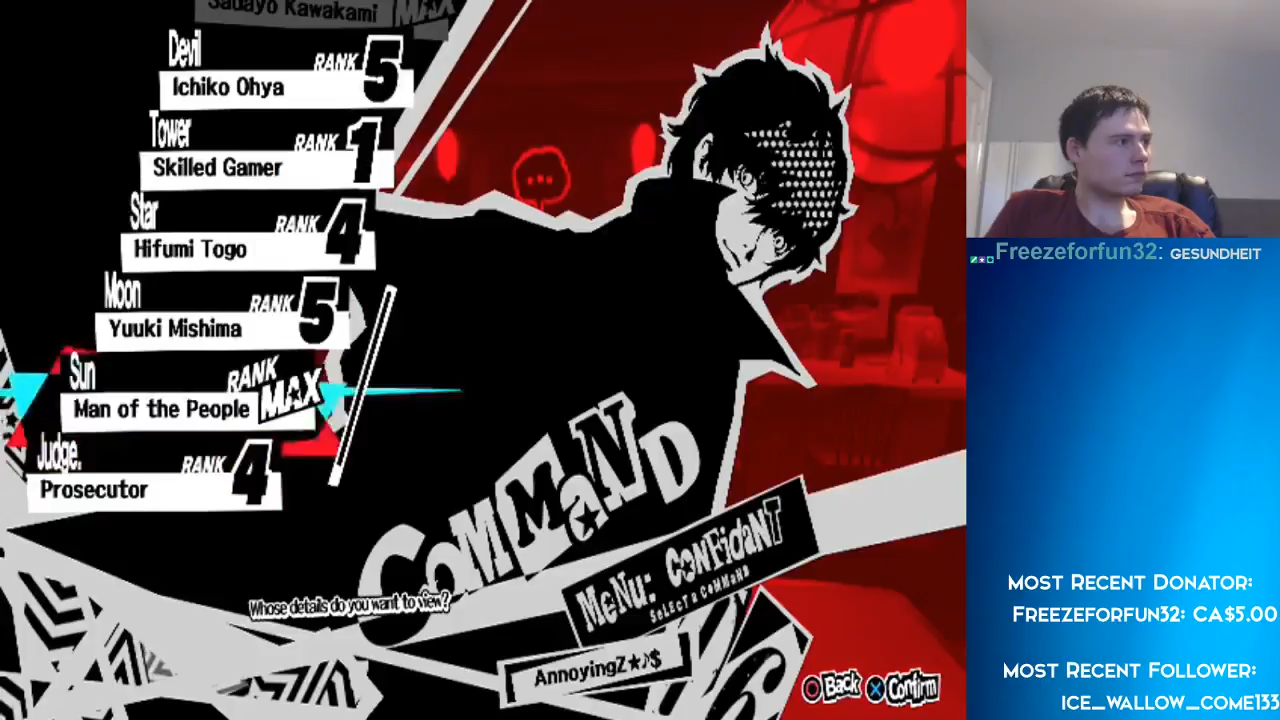 Sadayo Kawakami MAX
Devil RANK 5
Ichiko Ohya
Tower RANK 1
Skilled Gamer
Star RANK 4
Hifumi Togo
Moon RANK 5
Yuuki Mishima
Sun RANK MAX
Man of the People
Judge. RANK 4
Prosecutor
COMMAND
MENU: CONFIDANT
SELECT A COMMAND
Whose details do you want to view?
AnnoyingZ★♪$
Back Confirm
Freezeforfun32: GESUNDHEIT
MOST RECENT DONATOR:
FREEZEFORFUN32: CA$5.00
MOST RECENT FOLLOWER:
ICE_WALLOW_COME133